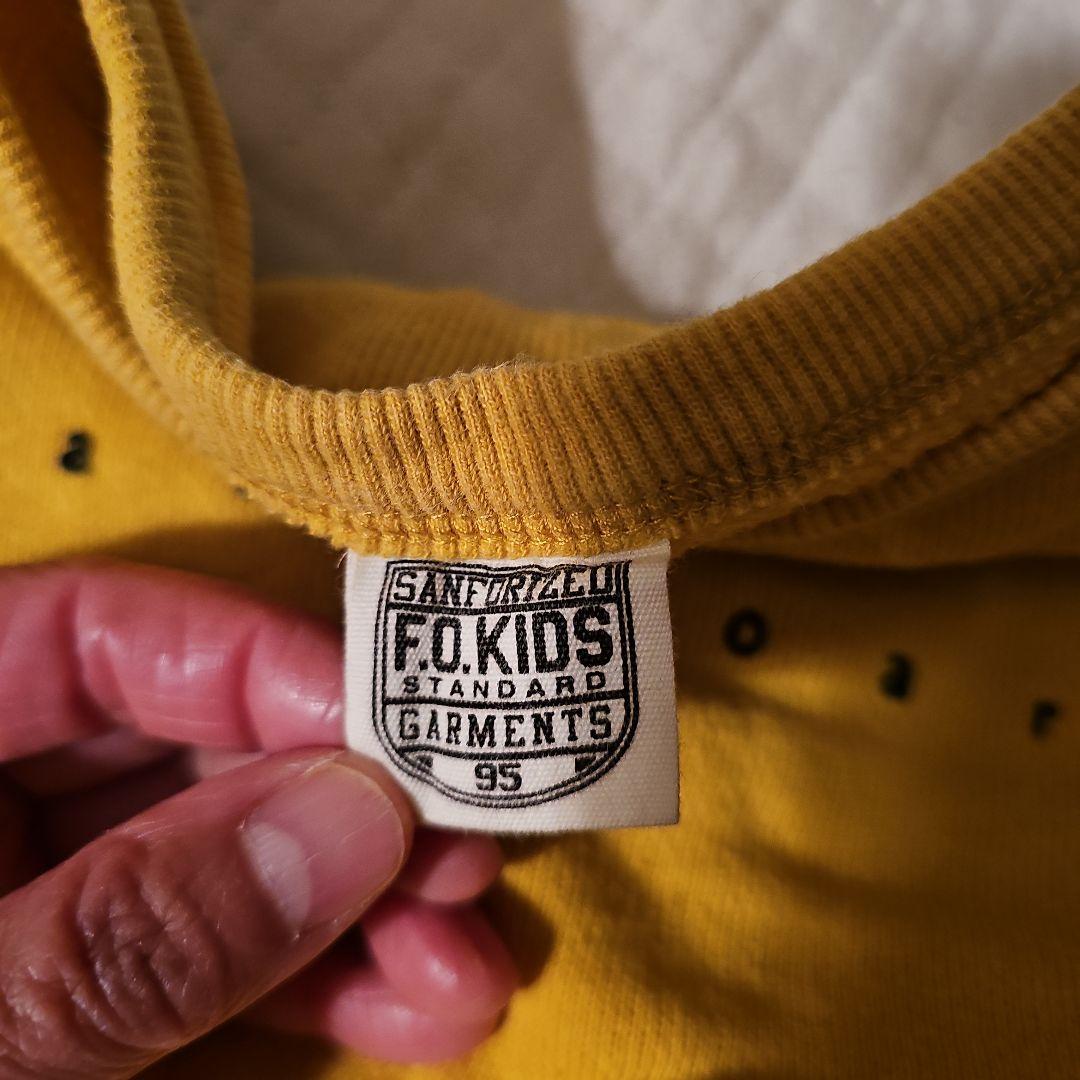 SANFORIZED
F.O.KIDS
STANDARD
GARMENTS
95
a
o a r